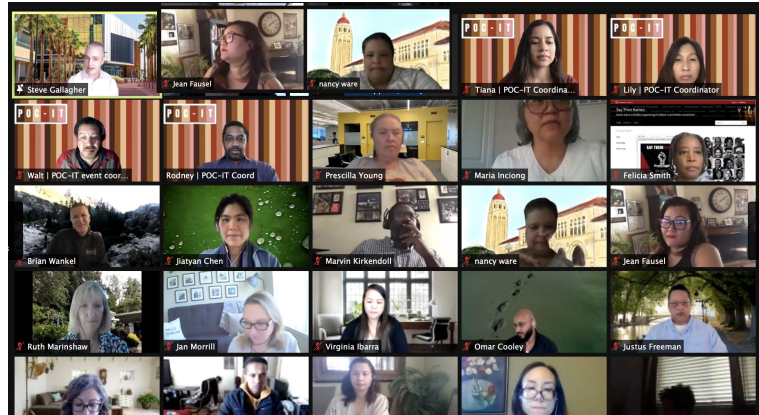 Steve Gallagher
Jean Fausel
nancy ware
POC-IT
Tiana | POC-IT Coordina...
POC-IT
Lily | POC-IT Coordinator
POC-IT
Walt | POC-IT event coor...
POC-IT
Rodney | POC-IT Coord
Prescilla Young
Maria Inciong
Say Their Names
Felicia Smith
Brian Wankel
Jiatyan Chen
Marvin Kirkendoll
nancy ware
Jean Fausel
Ruth Marinshaw
Jan Morrill
Virginia Ibarra
Omar Cooley
Justus Freeman